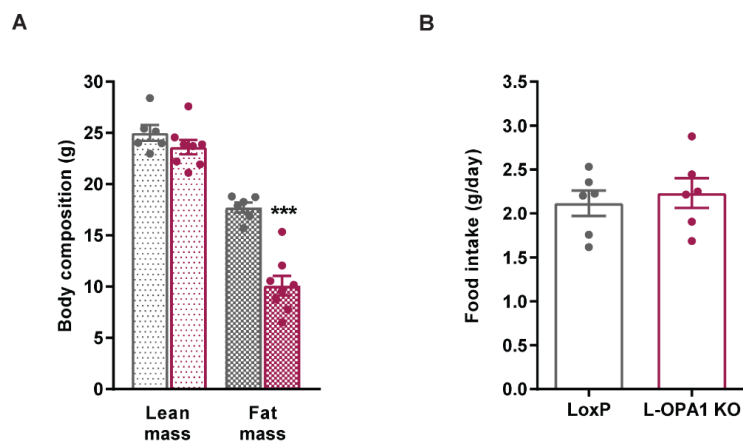 A
Body composition (g)
30
25
20
15
10
5
0
***
Lean
mass
Fat
mass
B
Food intake (g/day)
3.5
3.0
2.5
2.0
1.5
1.0
0.5
0.0
LoxP
L-OPA1 KO